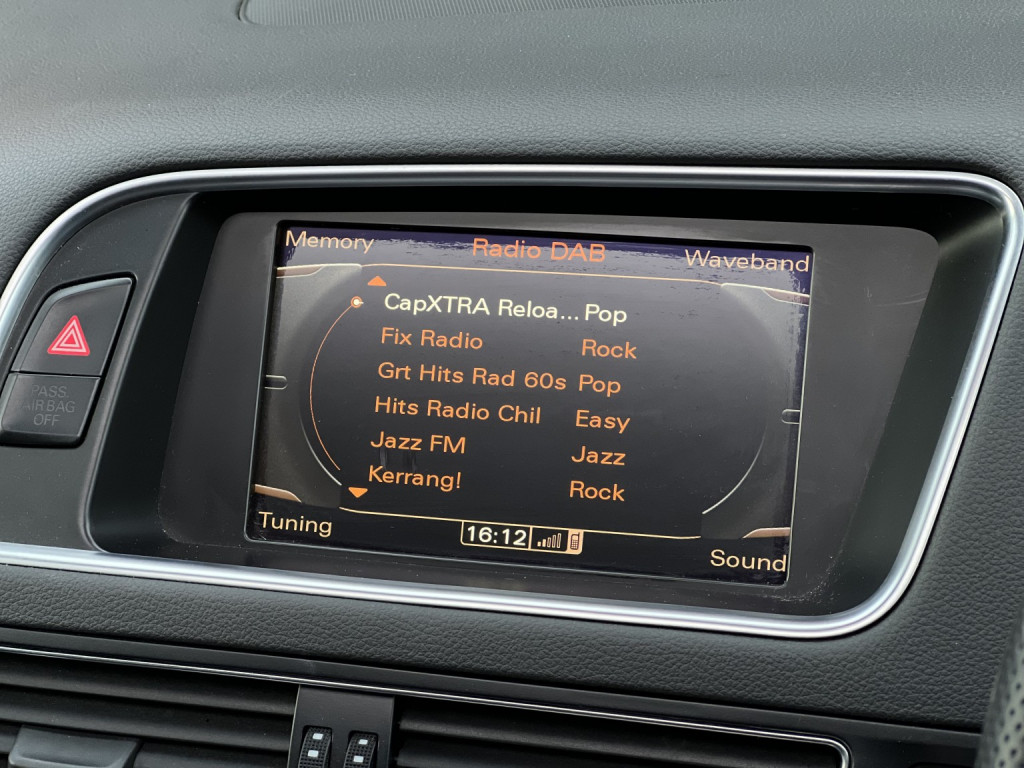 Memory Radio DAB Waveband
CapXTRA Reloa... Pop
Fix Radio Rock
Grt Hits Rad 60s Pop
Hits Radio Chil Easy
Jazz FM Jazz
Kerrang! Rock
Tuning 16:12 Sound
PASS.
AIRBAG
OFF